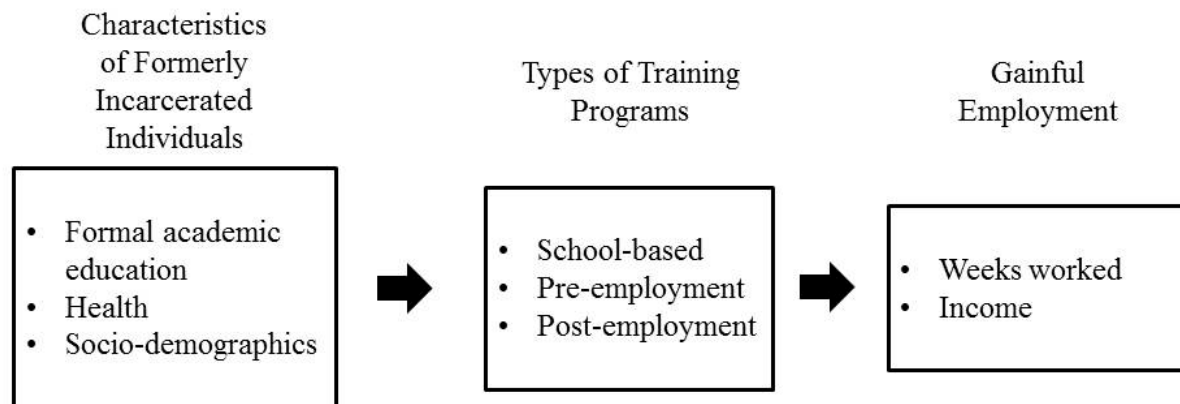 Characteristics
of Formerly
Incarcerated
Individuals
• Formal academic
education
• Health
• Socio-demographics
Types of Training
Programs
• School-based
• Pre-employment
• Post-employment
Gainful
Employment
• Weeks worked
• Income